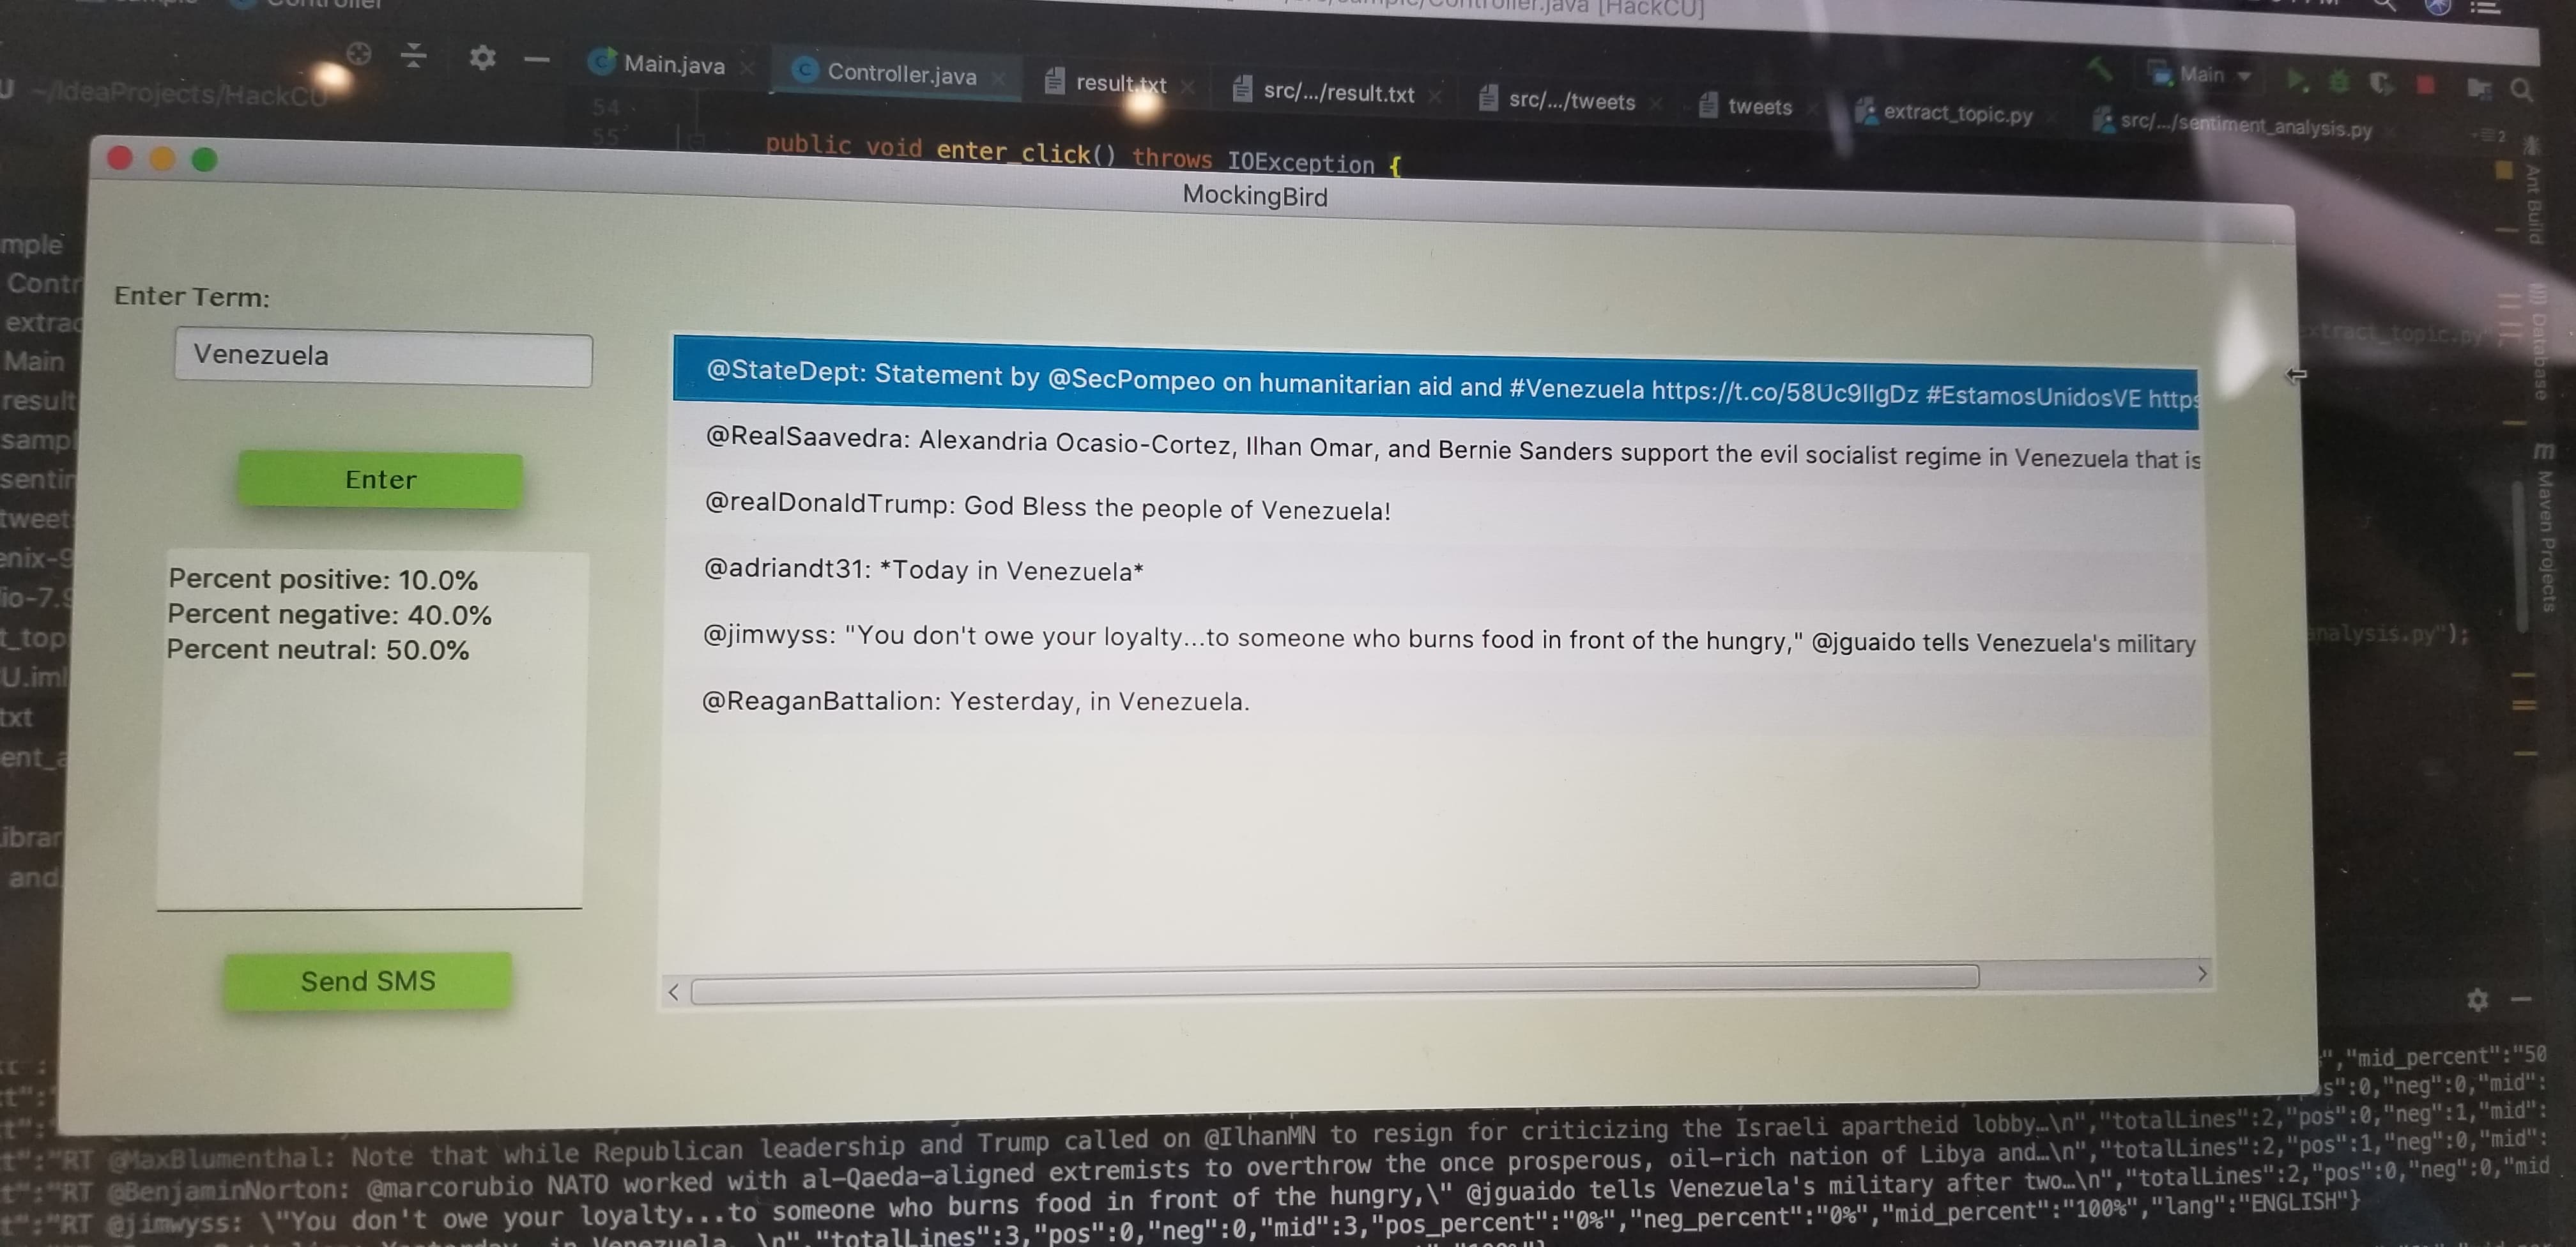 Controller.java [HackCU]
~/IdeaProjects/HackCU
Main.java
Controller.java
result.txt
src/.../result.txt
src/.../tweets
tweets
extract_topic.py
src/.../sentiment_analysis.py
Main
54
55
public void enter_click() throws IOException {
MockingBird
Enter Term:
Venezuela
Enter
Percent positive: 10.0%
Percent negative: 40.0%
Percent neutral: 50.0%
Send SMS
@StateDept: Statement by @SecPompeo on humanitarian aid and #Venezuela https://t.co/58Uc9lIgDz #EstamosUnidosVE https
@RealSaavedra: Alexandria Ocasio-Cortez, Ilhan Omar, and Bernie Sanders support the evil socialist regime in Venezuela that is
@realDonaldTrump: God Bless the people of Venezuela!
@adriandt31: *Today in Venezuela*
@jimwyss: "You don't owe your loyalty...to someone who burns food in front of the hungry," @jguaido tells Venezuela's military
@ReaganBattalion: Yesterday, in Venezuela.
mple
Contr
extrac
Main
result
sampl
sentin
tweet
enix-9
io-7.9
t_top
U.iml
txt
ent_a
ibrar
and
Ant Build
Database
Maven Projects
extract_topic.py"
analysis.py");
","mid_percent":"50
s":0,"neg":0,"mid":
t":"RT @MaxBlumenthal: Note that while Republican leadership and Trump called on @IlhanMN to resign for criticizing the Israeli apartheid lobby…\n","totalLines":2,"pos":0,"neg":1,"mid":
t":"RT @BenjaminNorton: @marcorubio NATO worked with al-Qaeda-aligned extremists to overthrow the once prosperous, oil-rich nation of Libya and…\n","totalLines":2,"pos":1,"neg":0,"mid":
t":"RT @jimwyss: \"You don't owe your loyalty...to someone who burns food in front of the hungry,\" @jguaido tells Venezuela's military after two…\n","totalLines":2,"pos":0,"neg":0,"mid
in Venezuela. \n","totalLines":3,"pos":0,"neg":0,"mid":3,"pos_percent":"0%","neg_percent":"0%","mid_percent":"100%","lang":"ENGLISH"}